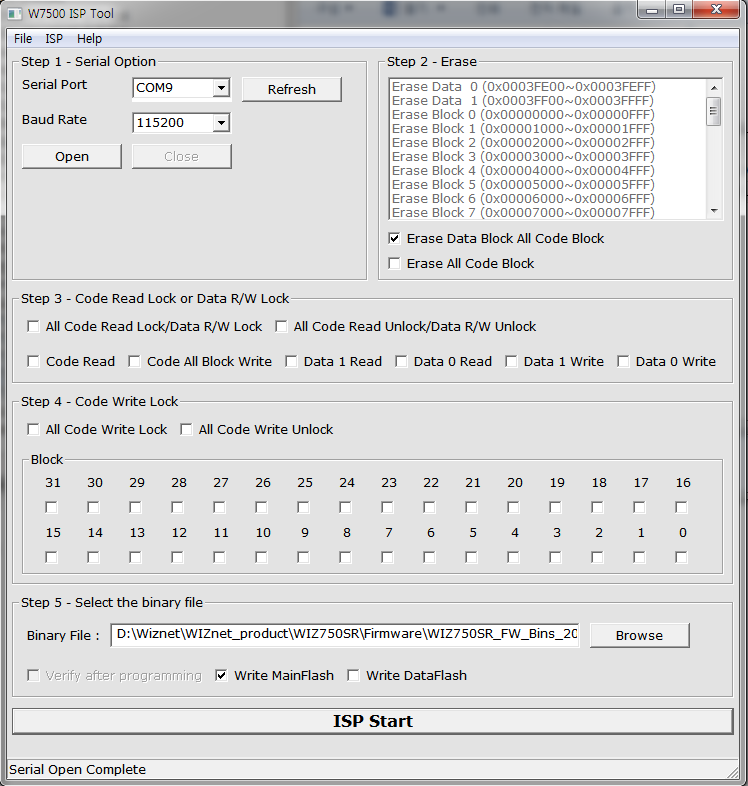 W7500 ISP Tool
File ISP Help
Step 1 - Serial Option
Serial Port
COM9
Refresh
Baud Rate
115200
Open
Close
Step 2 - Erase
Erase Data 0 (0x0003FE00~0x0003FEFF)
Erase Data 1 (0x0003FF00~0x0003FFFF)
Erase Block 0 (0x00000000~0x00000FFF)
Erase Block 1 (0x00001000~0x00001FFF)
Erase Block 2 (0x00002000~0x00002FFF)
Erase Block 3 (0x00003000~0x00003FFF)
Erase Block 4 (0x00004000~0x00004FFF)
Erase Block 5 (0x00005000~0x00005FFF)
Erase Block 6 (0x00006000~0x00006FFF)
Erase Block 7 (0x00007000~0x00007FFF)
Erase Data Block All Code Block
Erase All Code Block
Step 3 - Code Read Lock or Data R/W Lock
All Code Read Lock/Data R/W Lock All Code Read Unlock/Data R/W Unlock
Code Read Code All Block Write Data 1 Read Data 0 Read Data 1 Write Data 0 Write
Step 4 - Code Write Lock
All Code Write Lock All Code Write Unlock
Block
31 30 29 28 27 26 25 24 23 22 21 20 19 18 17 16
15 14 13 12 11 10 9 8 7 6 5 4 3 2 1 0
Step 5 - Select the binary file
Binary File : D:\Wiznet\WIZnet_product\WIZ750SR\Firmware\WIZ750SR_FW_Bins_20 Browse
Verify after programming Write MainFlash Write DataFlash
ISP Start
Serial Open Complete